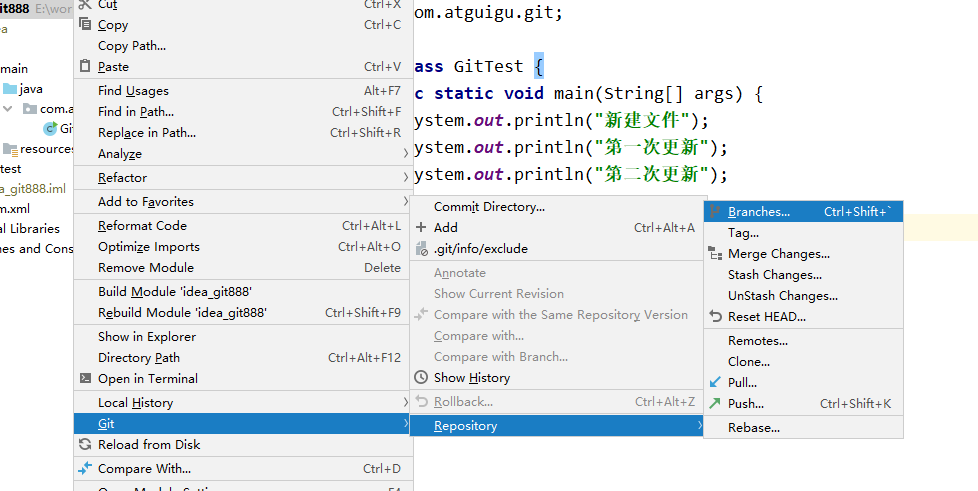 git888 E:\wor
ea
main
java
com.a
Gi
resources
test
a_git888.iml
m.xml
al Libraries
hes and Cons
Cut Ctrl+X
Copy Ctrl+C
Copy Path...
Paste Ctrl+V
Find Usages Alt+F7
Find in Path... Ctrl+Shift+F
Replace in Path... Ctrl+Shift+R
Analyze
Refactor
Add to Favorites
Reformat Code Ctrl+Alt+L
Optimize Imports Ctrl+Alt+O
Remove Module Delete
Build Module 'idea_git888'
Rebuild Module 'idea_git888' Ctrl+Shift+F9
Show in Explorer
Directory Path Ctrl+Alt+F12
Open in Terminal
Local History
Git
Reload from Disk
Compare With... Ctrl+D
om.atguigu.git;
ass GitTest {
c static void main(String[] args) {
ystem.out.println("新建文件");
ystem.out.println("第一次更新");
ystem.out.println("第二次更新");
Commit Directory...
Add Ctrl+Alt+A
.git/info/exclude
Annotate
Show Current Revision
Compare with the Same Repository Version
Compare with...
Compare with Branch...
Show History
Rollback... Ctrl+Alt+Z
Repository
Branches... Ctrl+Shift+`
Tag...
Merge Changes...
Stash Changes...
UnStash Changes...
Reset HEAD...
Remotes...
Clone...
Pull...
Push... Ctrl+Shift+K
Rebase...